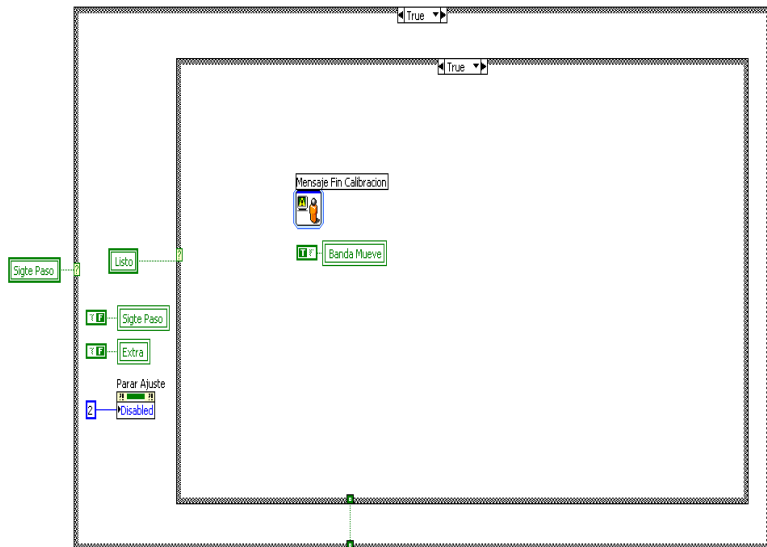 True
True
Mensaje Fin Calibracion
Banda Mueve
Listo
Sigte Paso
Sigte Paso
Extra
Parar Ajuste
2
Disabled